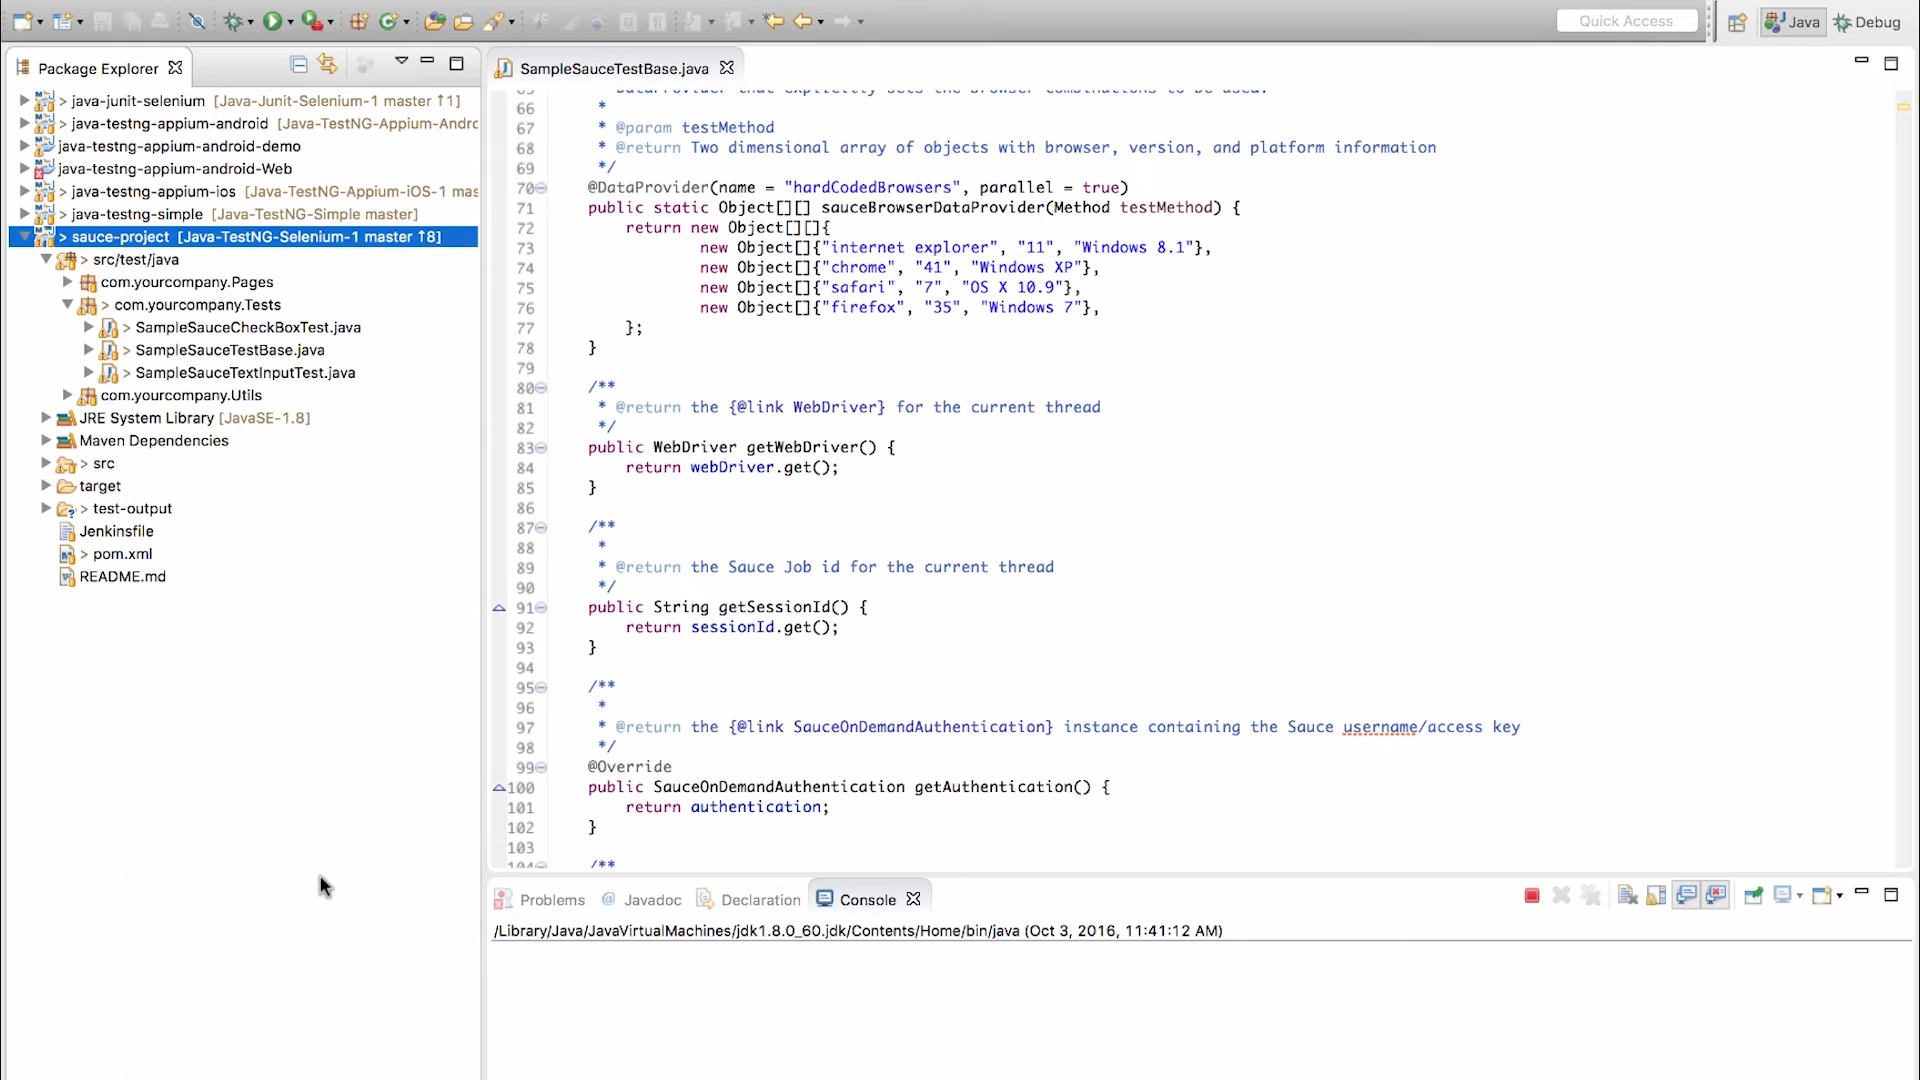 Quick Access
Java
Debug
Package Explorer
> java-junit-selenium [Java-Junit-Selenium-1 master ↑1]
> java-testng-appium-android [Java-TestNG-Appium-Andro
java-testng-appium-android-demo
java-testng-appium-android-Web
> java-testng-appium-ios [Java-TestNG-Appium-iOS-1 mas
> java-testng-simple [Java-TestNG-Simple master]
> sauce-project [Java-TestNG-Selenium-1 master ↑8]
> src/test/java
com.yourcompany.Pages
> com.yourcompany.Tests
> SampleSauceCheckBoxTest.java
> SampleSauceTestBase.java
> SampleSauceTextInputTest.java
com.yourcompany.Utils
JRE System Library [JavaSE-1.8]
Maven Dependencies
> src
target
> test-output
Jenkinsfile
> pom.xml
README.md
SampleSauceTestBase.java
65 * DataProvider that explicitly sets the browser combinations to be used.
66 *
67 * @param testMethod
68 * @return Two dimensional array of objects with browser, version, and platform information
69 */
70 @DataProvider(name = "hardCodedBrowsers", parallel = true)
71 public static Object[][] sauceBrowserDataProvider(Method testMethod) {
72 return new Object[][]{
73 new Object[]{"internet explorer", "11", "Windows 8.1"},
74 new Object[]{"chrome", "41", "Windows XP"},
75 new Object[]{"safari", "7", "OS X 10.9"},
76 new Object[]{"firefox", "35", "Windows 7"},
77 };
78 }
79
80 /**
81 * @return the {@link WebDriver} for the current thread
82 */
83 public WebDriver getWebDriver() {
84 return webDriver.get();
85 }
86
87 /**
88 *
89 * @return the Sauce Job id for the current thread
90 */
91 public String getSessionId() {
92 return sessionId.get();
93 }
94
95 /**
96 *
97 * @return the {@link SauceOnDemandAuthentication} instance containing the Sauce username/access key
98 */
99 @Override
100 public SauceOnDemandAuthentication getAuthentication() {
101 return authentication;
102 }
103
104 /**
Problems
@ Javadoc
Declaration
Console
/Library/Java/JavaVirtualMachines/jdk1.8.0_60.jdk/Contents/Home/bin/java (Oct 3, 2016, 11:41:12 AM)